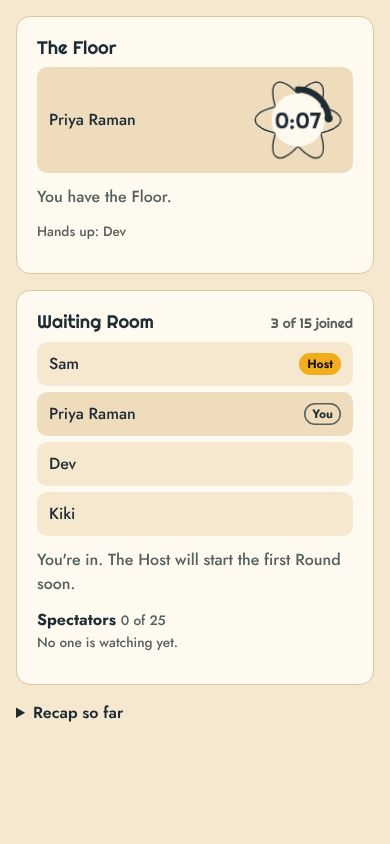 The Floor
Priya Raman
0:07
You have the Floor.
Hands up: Dev
Waiting Room
3 of 15 joined
Sam
Host
Priya Raman
You
Dev
Kiki
You're in. The Host will start the first Round
soon.
Spectators 0 of 25
No one is watching yet.
Recap so far